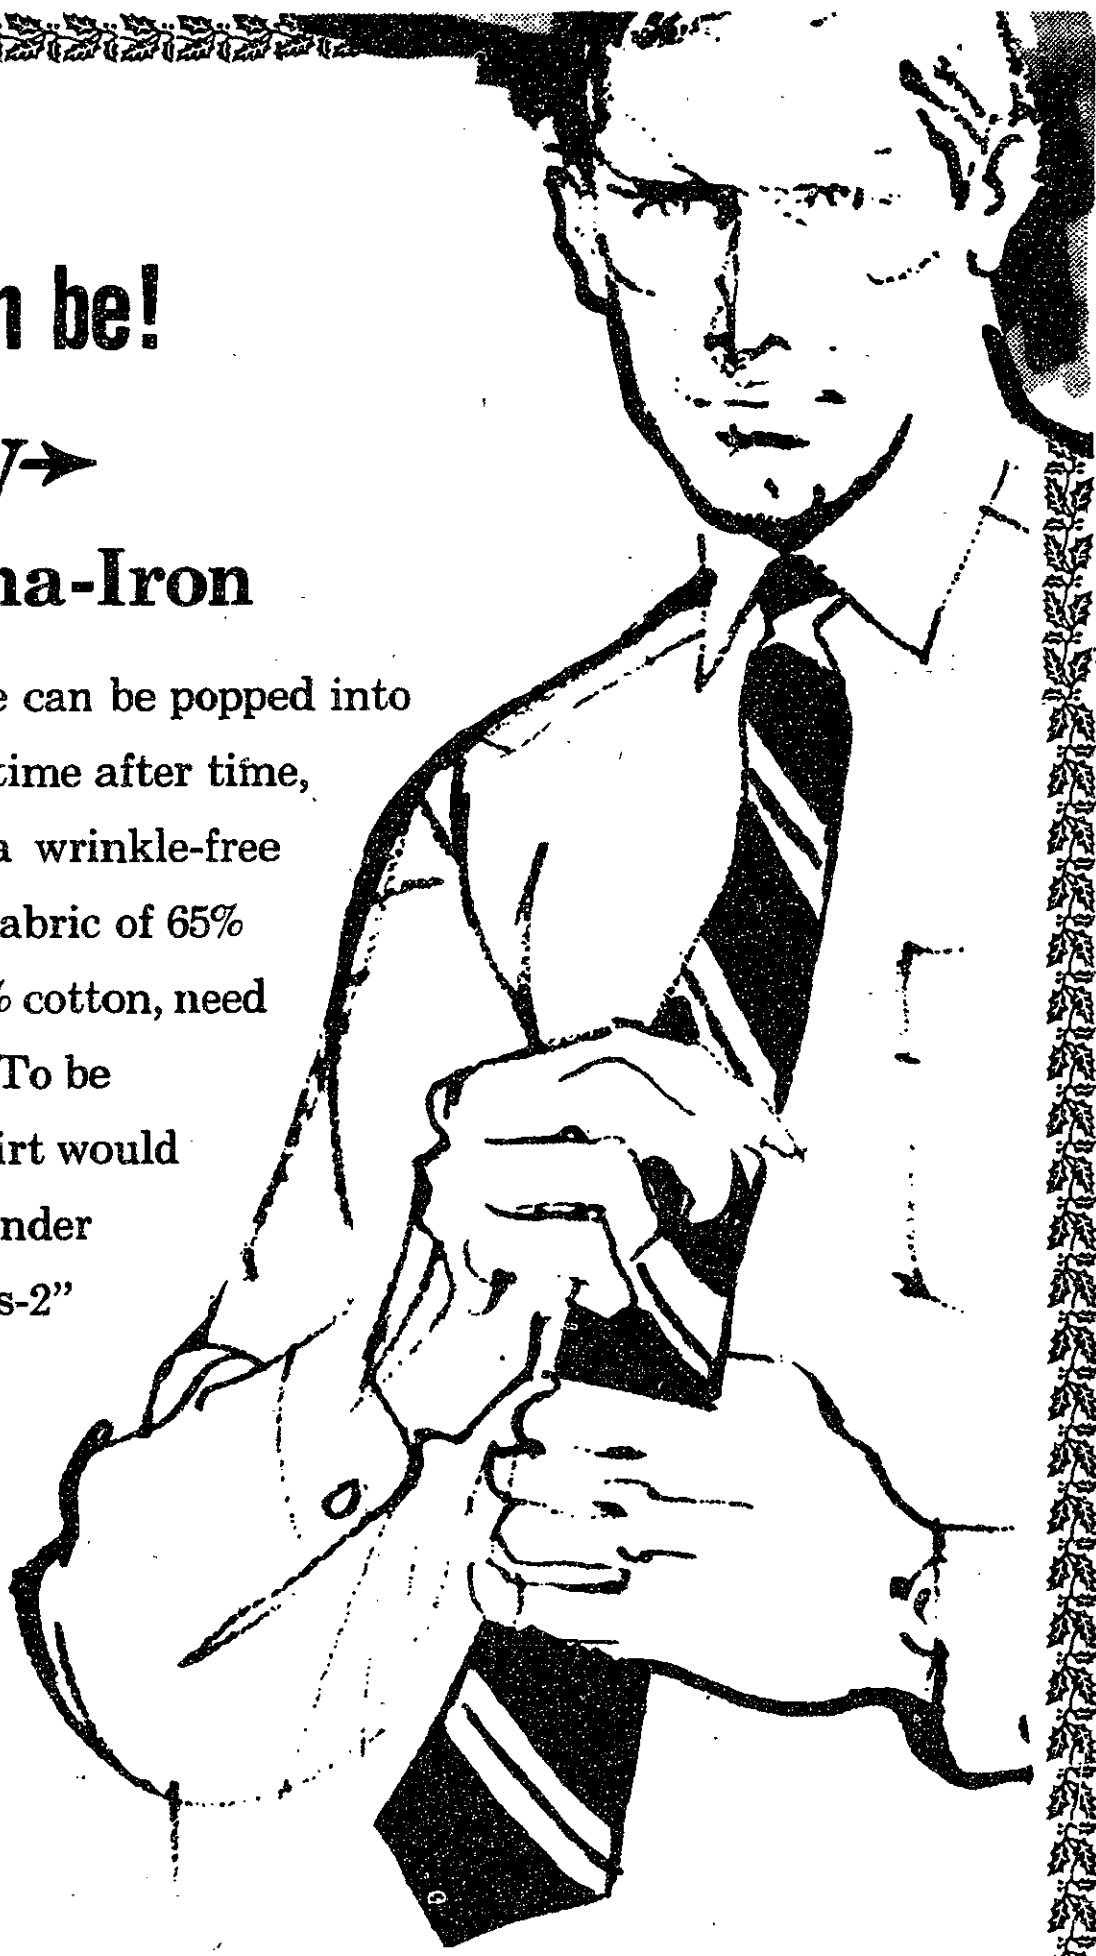 n be!
y
na-Iron
e can be popped into
time after time,
a wrinkle-free
abric of 65%
% cotton, need
To be
irt would
nder
s-2”